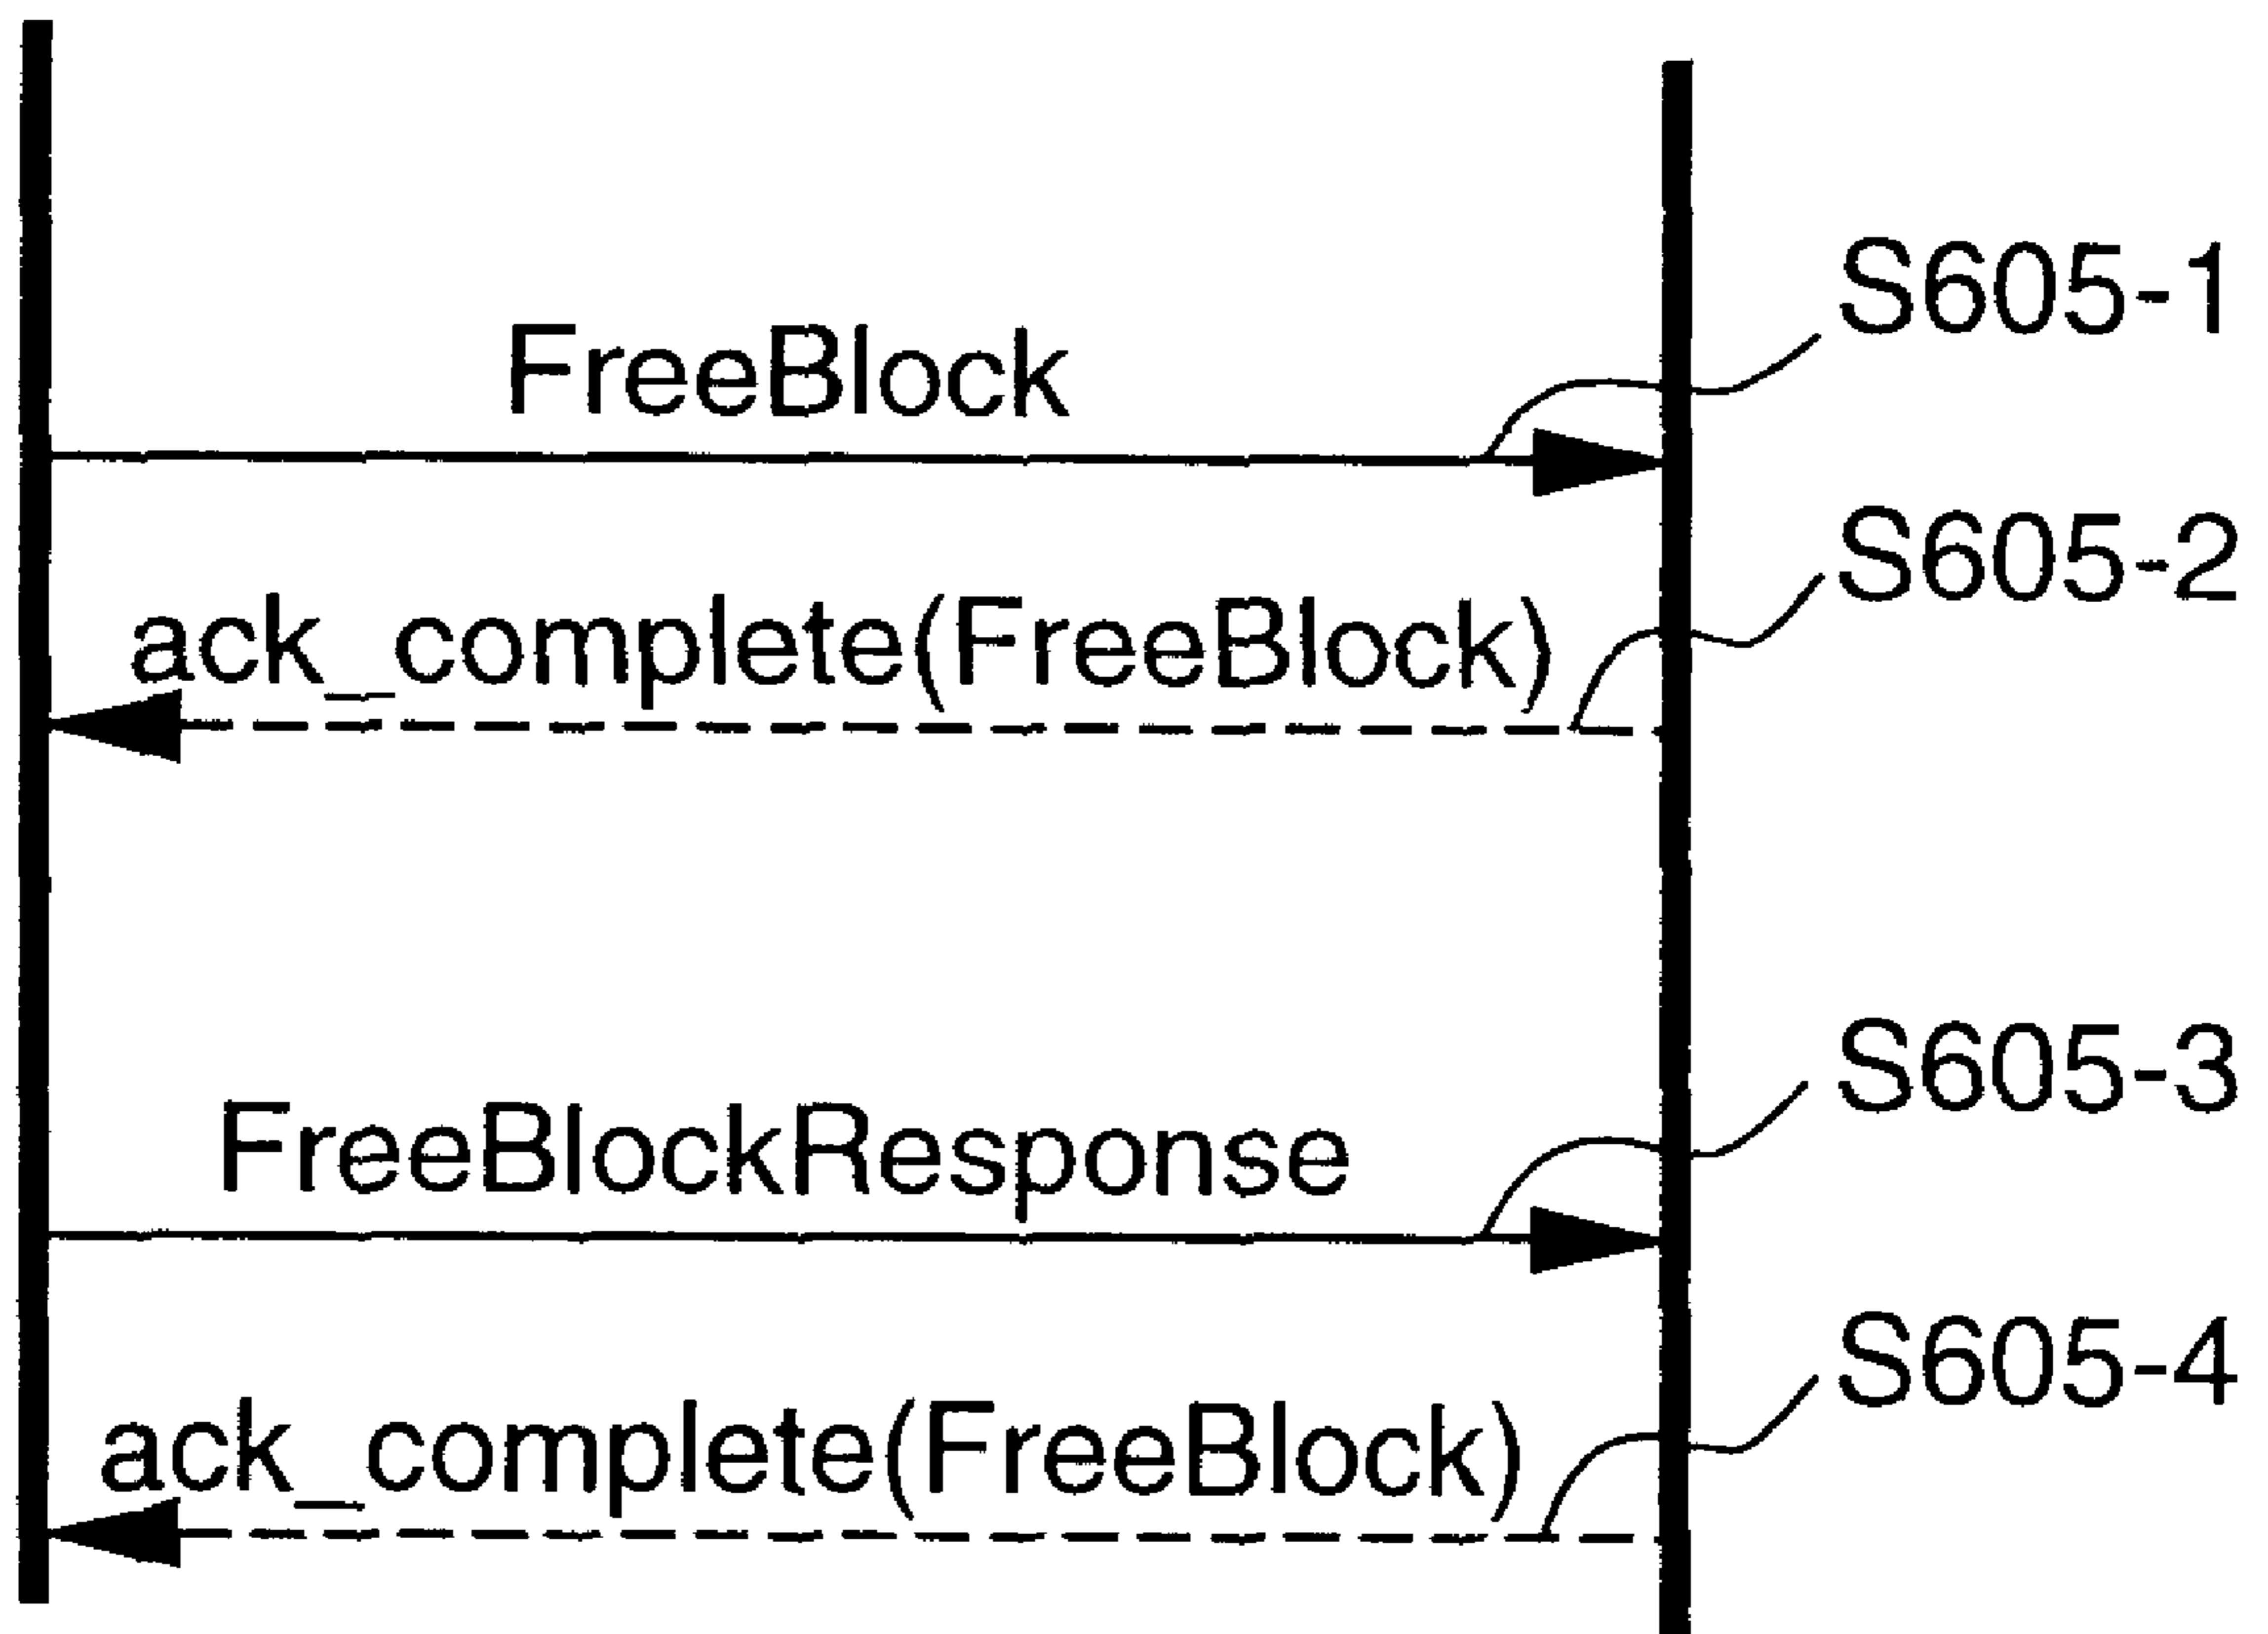 S605-1
FreeBlock
S605-2
ack_complete(FreeBlock)
S605-3
FreeBlockResponse
S605-4
ack_complete(FreeBlock)